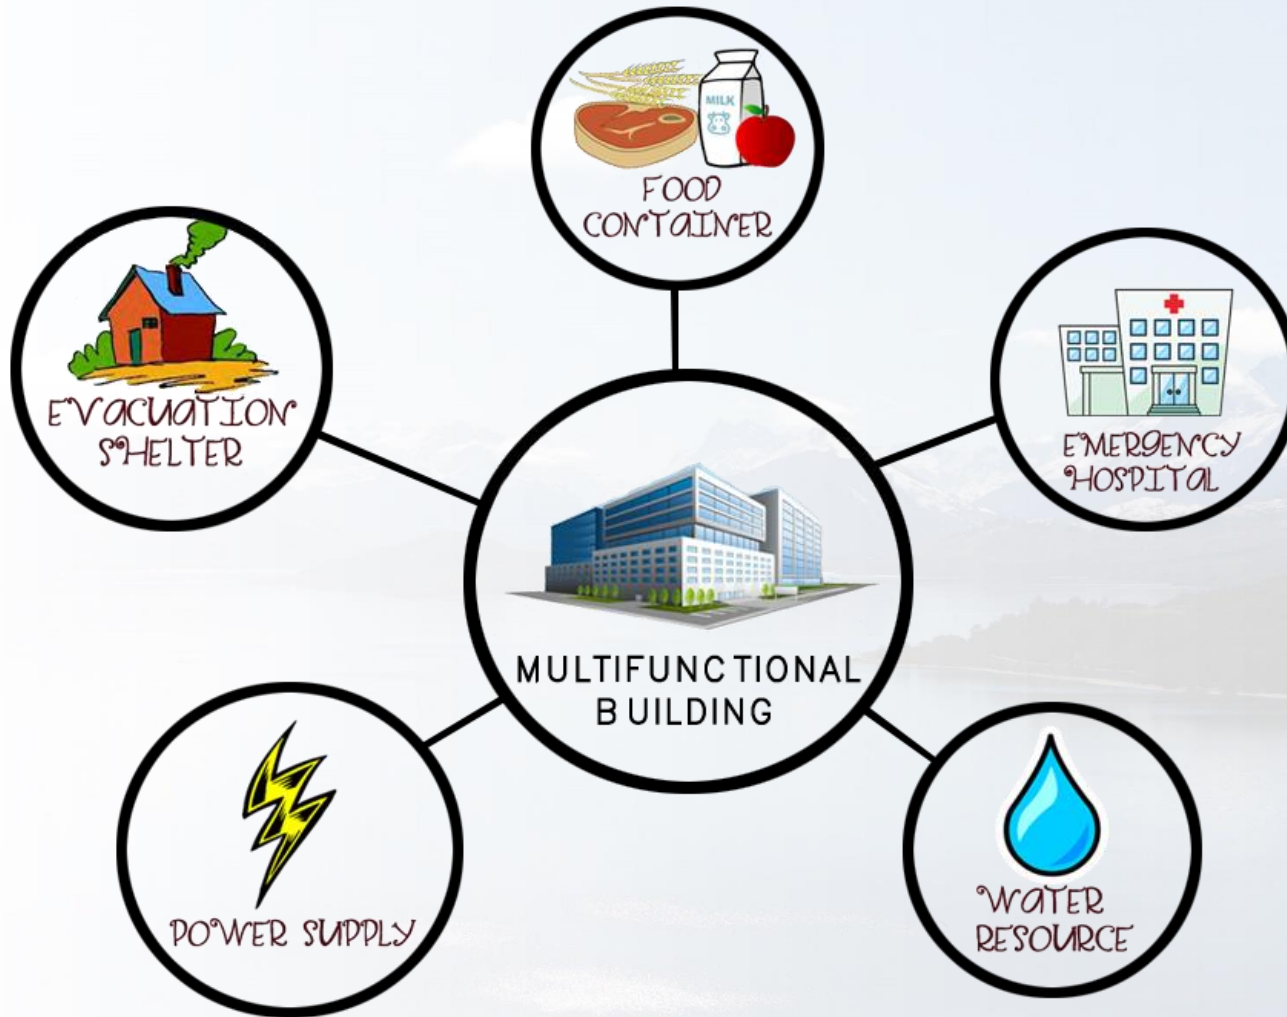 MILK
FOOD
CONTAINER
EVACUATION
SHELTER
EMERGENCY
HOSPITAL
MULTIFUNCTIONAL
BUILDING
POWER SUPPLY
WATER
RESOURCE